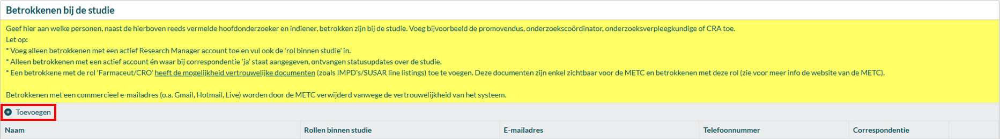 Betrokkenen bij de studie
Geef hier aan welke personen, naast de hierboven reeds vermelde hoofdonderzoeker en indiener, betrokken zijn bij de studie. Voeg bijvoorbeeld de promovendus, onderzoekscoördinator, onderzoeksverpleegkundige of CRA toe.
Let op:
* Voeg alleen betrokkenen met een actief Research Manager account toe en vul ook de ‘rol binnen studie’ in.
* Alleen betrokkenen met een actief account én waar bij correspondentie 'ja' staat aangegeven, ontvangen statusupdates over de studie.
* Een betrokkene met de rol ‘Farmaceut/CRO’ heeft de mogelijkheid vertrouwelijke documenten (zoals IMPD's/SUSAR line listings) toe te voegen. Deze documenten zijn enkel zichtbaar voor de METC en betrokkenen met deze rol (zie voor meer info de website van de METC).
Betrokkenen met een commercieel e-mailadres (o.a. Gmail, Hotmail, Live) worden door de METC verwijderd vanwege de vertrouwelijkheid van het systeem.
Toevoegen
Naam Rollen binnen studie E-mailadres Telefoonnummer Correspondentie